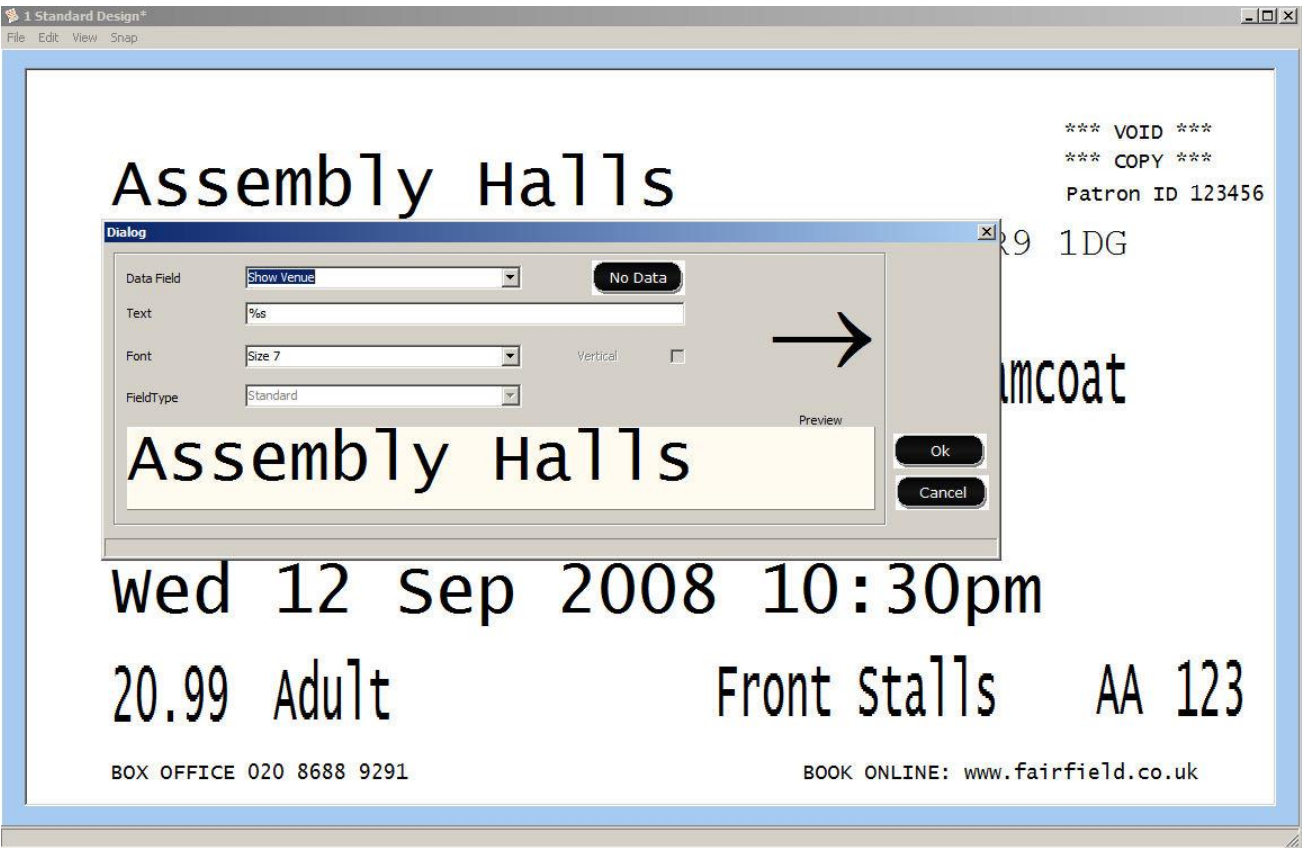 1 Standard Design*
File Edit View Snap
*** VOID ***
*** COPY ***
Assembly Halls
Patron ID 123456
Dialog
9 1DG
Data Field Show Venue No Data
Text %s
Font Size 7 Vertical
FieldType Standard
mcoat
Preview
Assembly Halls
Ok
Cancel
Wed 12 Sep 2008 10:30pm
20.99 Adult Front Stalls AA 123
BOX OFFICE 020 8688 9291 BOOK ONLINE: www.fairfield.co.uk